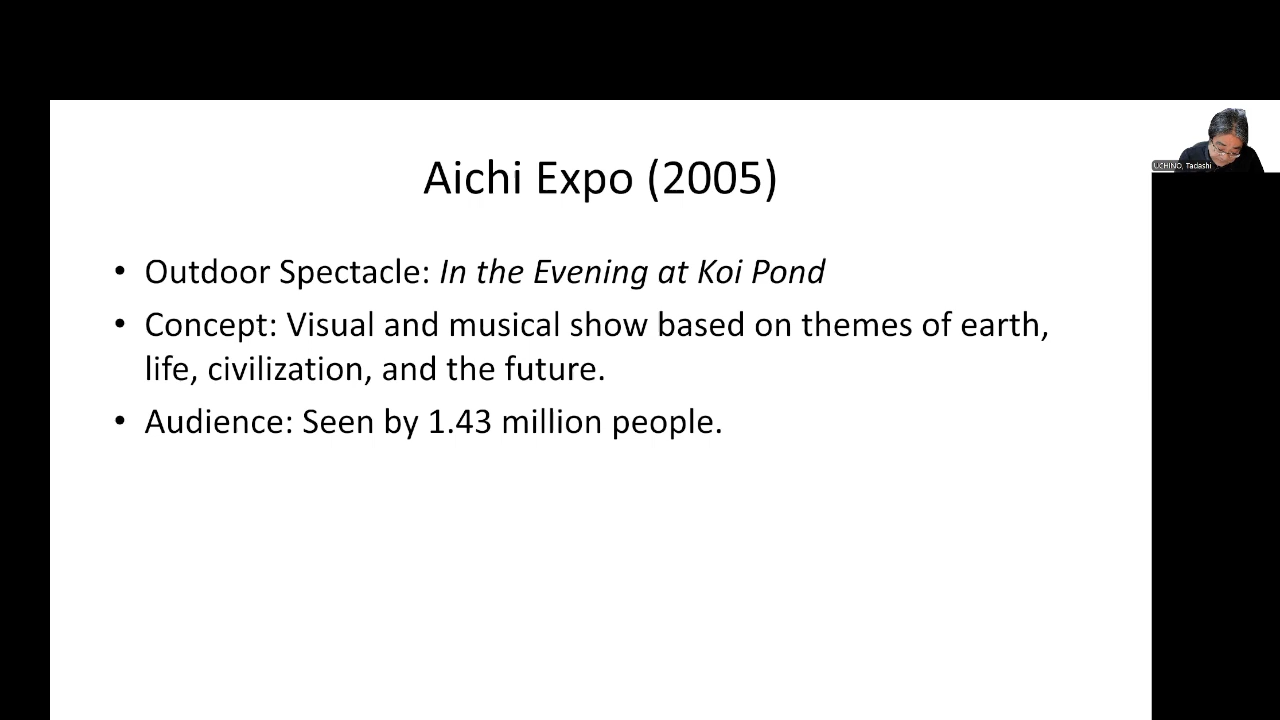 Aichi Expo (2005)
UCHINO, Tadashi
• Outdoor Spectacle: In the Evening at Koi Pond
• Concept: Visual and musical show based on themes of earth,
life, civilization, and the future.
• Audience: Seen by 1.43 million people.